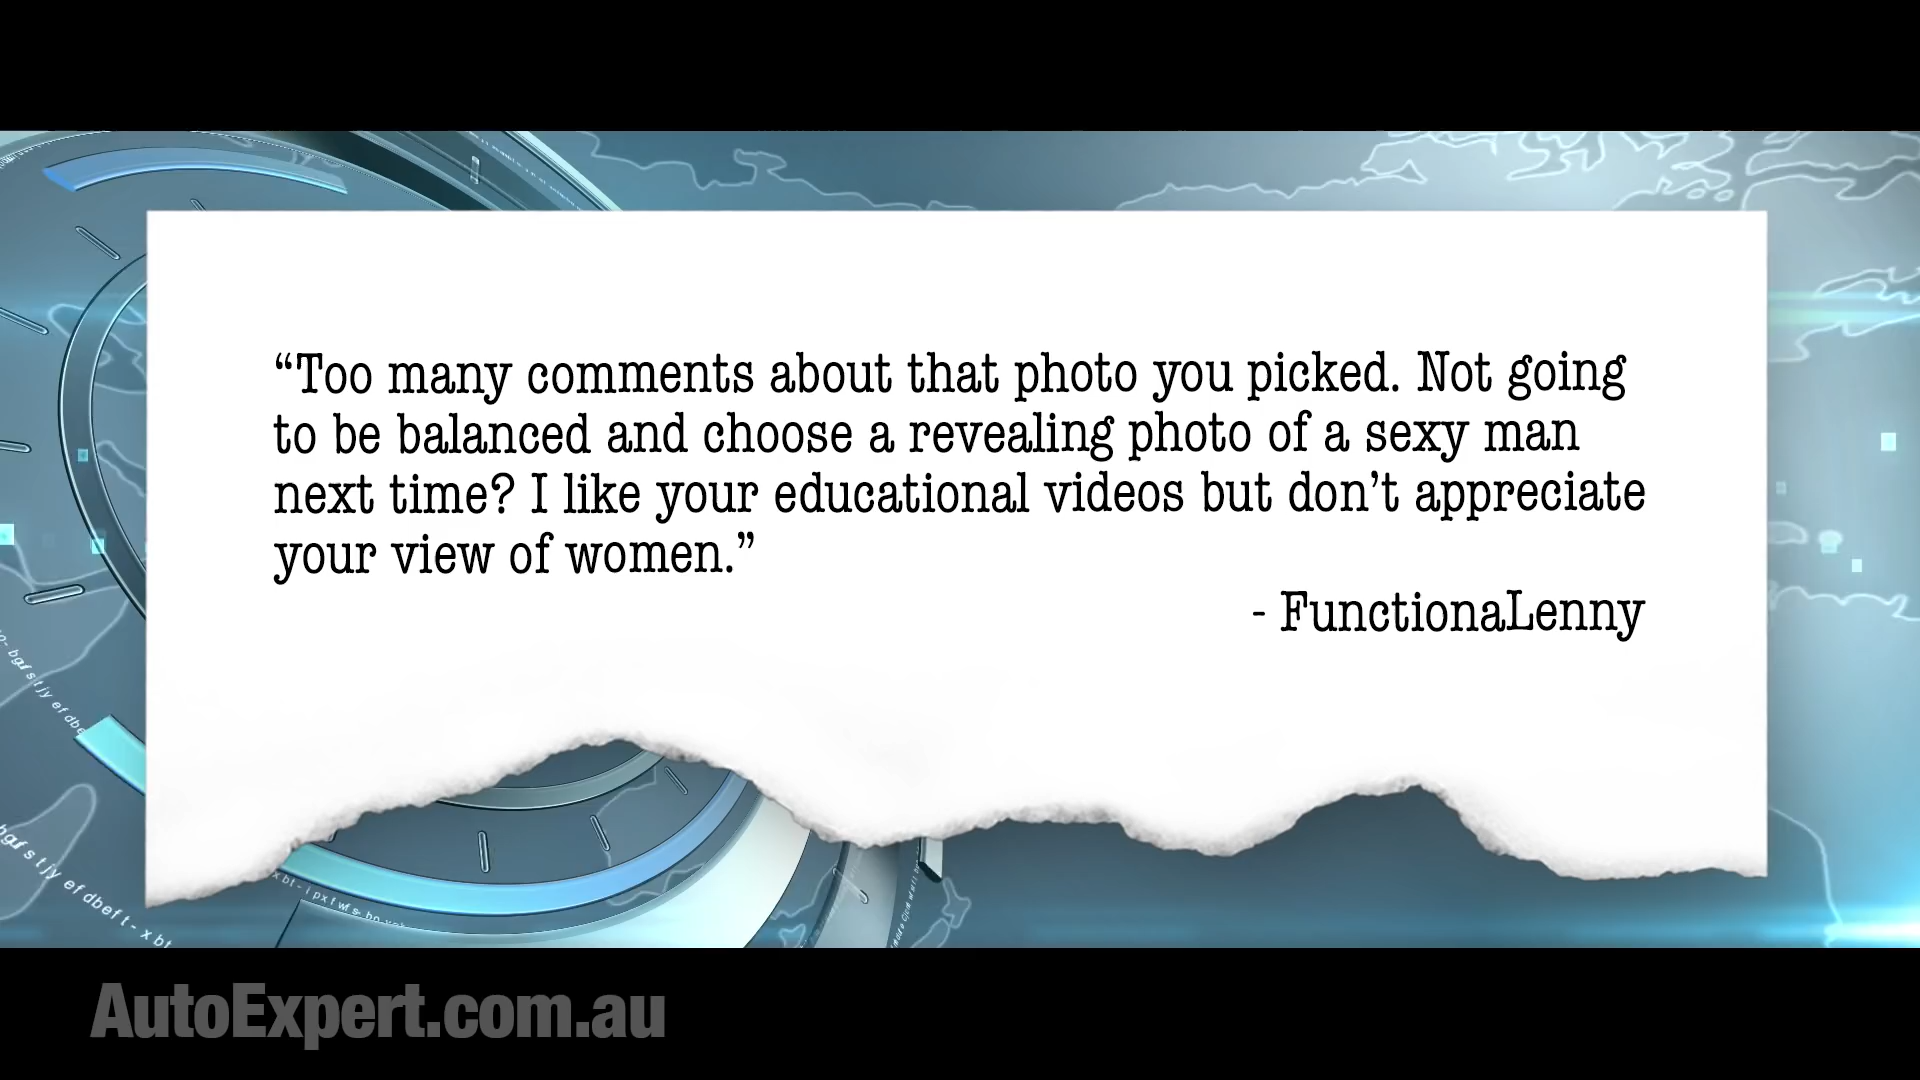 “Too many comments about that photo you picked. Not going
to be balanced and choose a revealing photo of a sexy man
next time? I like your educational videos but don’t appreciate
your view of women.”
- FunctionaLenny
AutoExpert.com.au